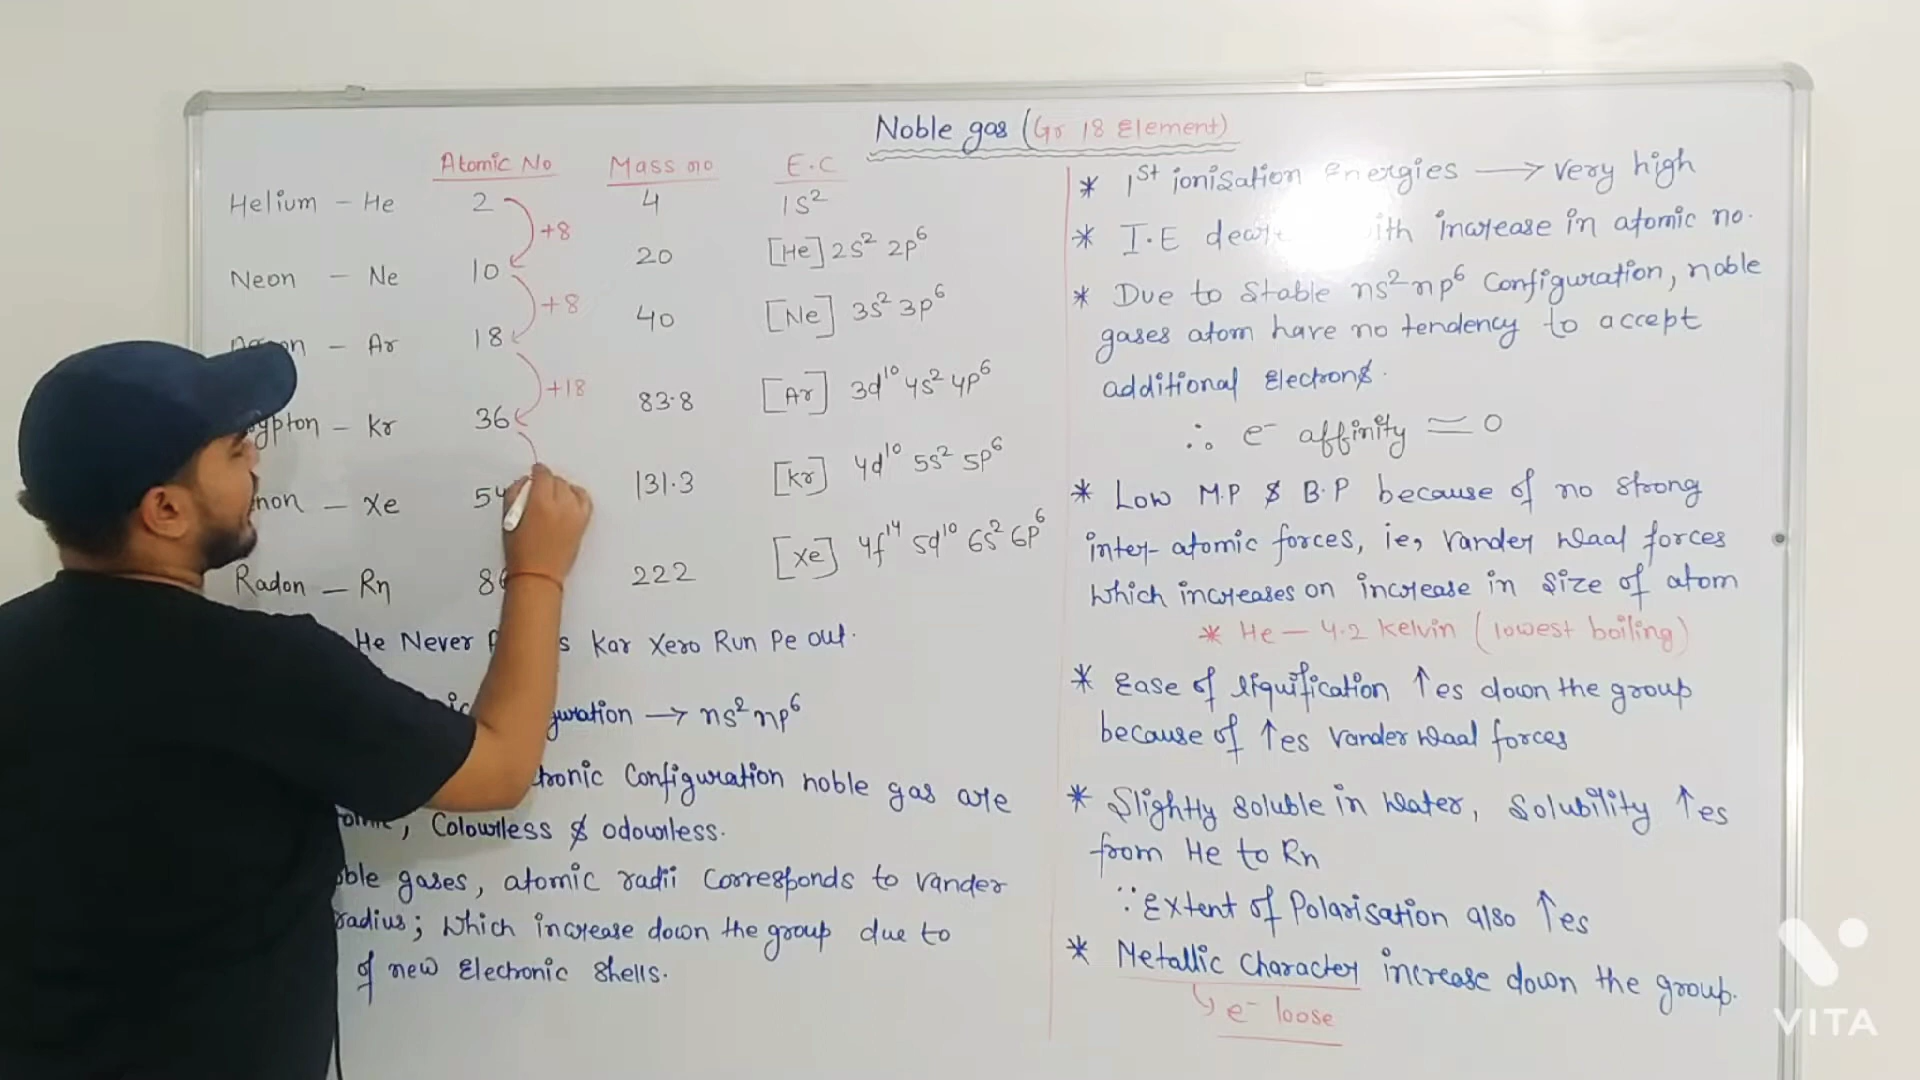 Noble gas (Gr 18 Element)
Atomic No Mass no E.C
Helium - He 2 4 1s²
+8
Neon - Ne 10 20 [He] 2s² 2p⁶
+8
- Ar 18 40 [Ne] 3s² 3p⁶
+18
- Kr 36 83.8 [Ar] 3d¹⁰ 4s² 4p⁶
- Xe 54 131.3 [Kr] 4d¹⁰ 5s² 5p⁶
Radon - Rn 86 222 [Xe] 4f¹⁴ 5d¹⁰ 6s² 6p⁶
He Never Kar Xero Run Pe out.
→ ns² np⁶
Configuration noble gas are
, Colourless & odourless.
gases, atomic radii corresponds to vander
radius; which increase down the group due to
of new Electronic shells.
* 1st ionisation Energies → very high
* I.E with increase in atomic no.
* Due to stable ns² np⁶ configuration, noble
gases atom have no tendency to accept
additional Electrons.
∴ e⁻ affinity ≃ 0
* Low M.P & B.P because of no strong
inter-atomic forces, ie, vander waal forces
which increases on increase in size of atom
* He – 4.2 Kelvin (lowest boiling)
* Ease of liquification ↑es down the group
because of ↑es vander waal forces
* Slightly soluble in water, solubility ↑es
from He to Rn
∵ Extent of Polarisation also ↑es
* Metallic character increase down the group.
↳ e⁻ loose
VITA